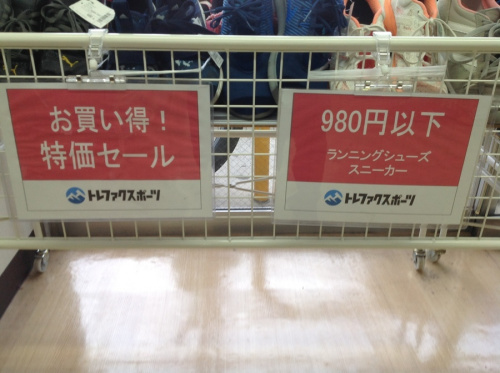 お買い得！
特価セール
トレファクスポーツ
980円以下
ランニングシューズ
スニーカー
トレファクスポーツ